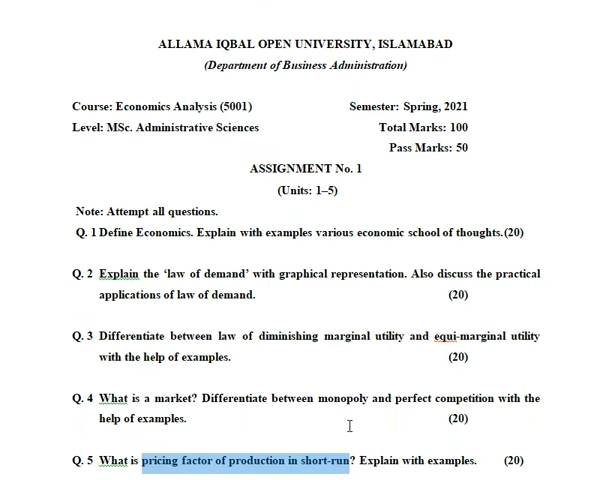 ALLAMA IQBAL OPEN UNIVERSITY, ISLAMABAD
(Department of Business Administration)
Course: Economics Analysis (5001) Semester: Spring, 2021
Level: MSc. Administrative Sciences Total Marks: 100
Pass Marks: 50
ASSIGNMENT No. 1
(Units: 1–5)
Note: Attempt all questions.
Q. 1 Define Economics. Explain with examples various economic school of thoughts.(20)
Q. 2 Explain the ‘law of demand’ with graphical representation. Also discuss the practical
applications of law of demand. (20)
Q. 3 Differentiate between law of diminishing marginal utility and equi-marginal utility
with the help of examples. (20)
Q. 4 What is a market? Differentiate between monopoly and perfect competition with the
help of examples. (20)
Q. 5 What is pricing factor of production in short-run? Explain with examples. (20)